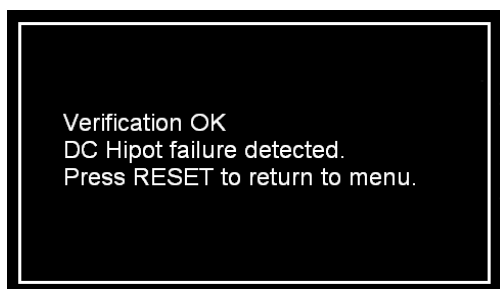 Verification OK
DC Hipot failure detected.
Press RESET to return to menu.